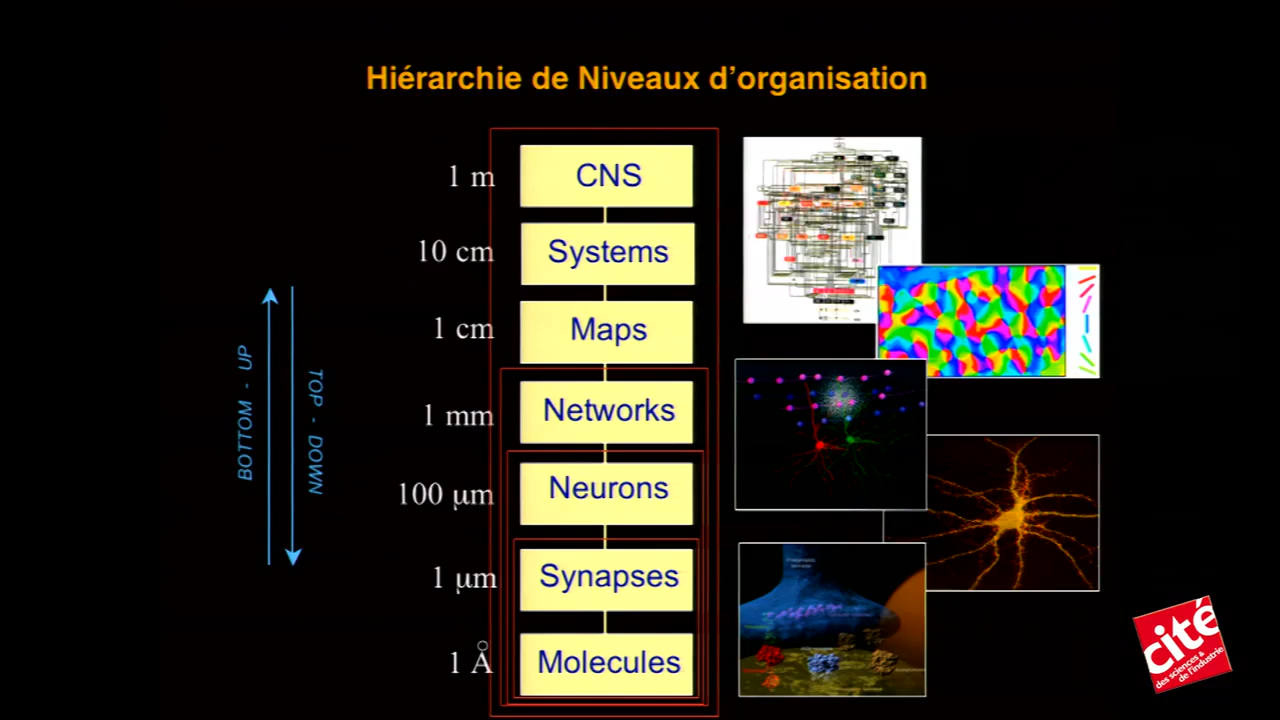 Hiérarchie de Niveaux d’organisation
1 m
CNS
10 cm
Systems
1 cm
Maps
1 mm
Networks
100 μm
Neurons
1 μm
Synapses
1 Å
Molecules
BOTTOM - UP
TOP - DOWN
cité
des sciences &
de l'industrie